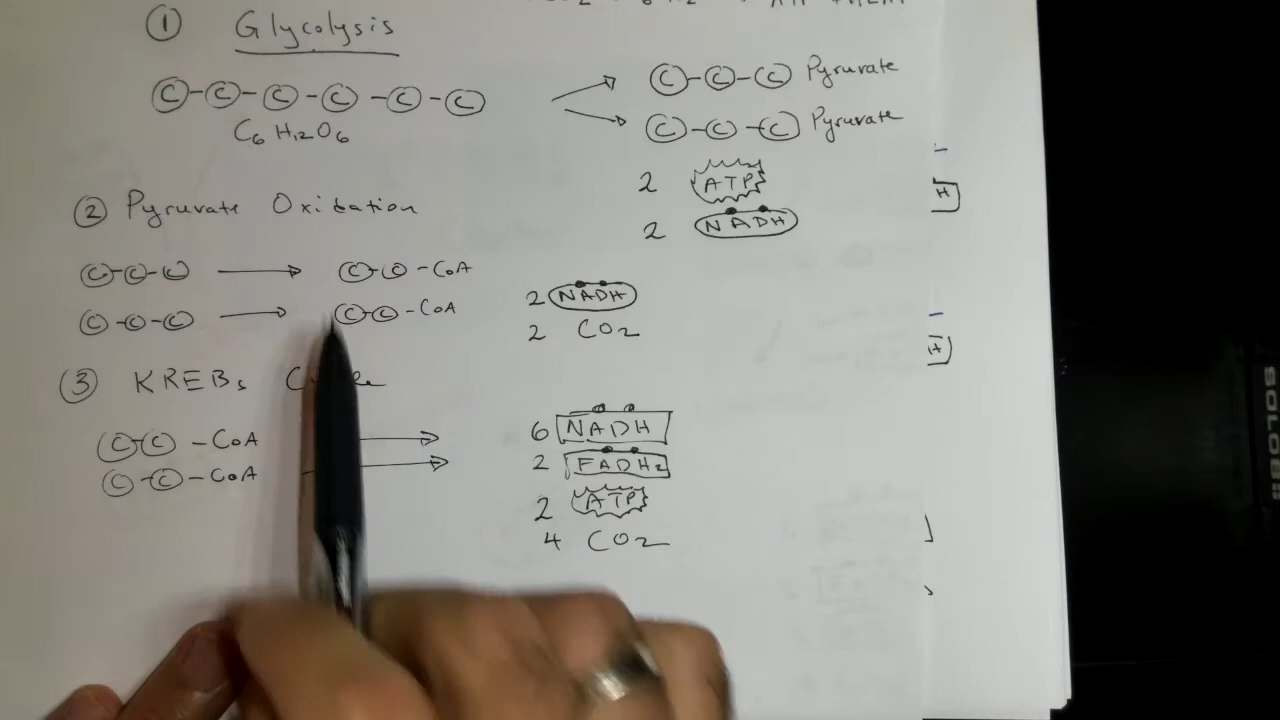 ① Glycolysis
C-C-C-C-C-C
C6H12O6
C-C-C Pyruvate
C-C-C Pyruvate
2 ATP
2 NADH
② Pyruvate Oxidation
C-C-C → C-C-CoA
C-C-C → C-C-CoA
2 NADH
2 CO2
③ KREBs
C-C-CoA
C-C-CoA
6 NADH
2 FADH2
2 ATP
4 CO2
H
H
SOLO